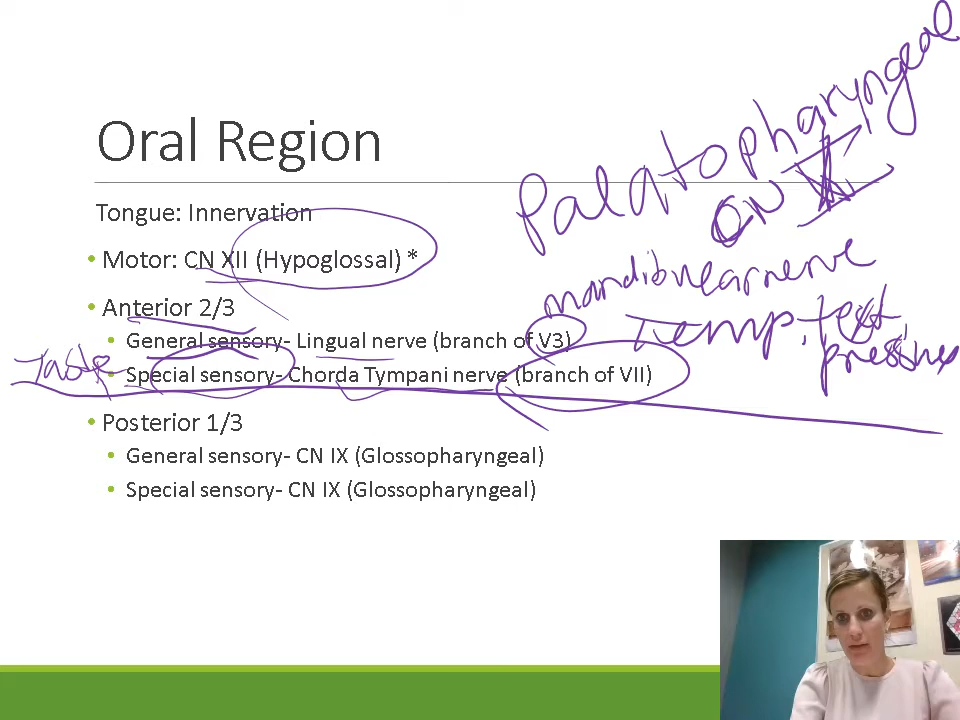 Oral Region
Palatopharyngeal
CN X
Tongue: Innervation
• Motor: CN XII (Hypoglossal) *
mandibular nerve
• Anterior 2/3
Temp, text
pressure
• General sensory- Lingual nerve (branch of V3)
Taste
• Special sensory- Chorda Tympani nerve (branch of VII)
• Posterior 1/3
• General sensory- CN IX (Glossopharyngeal)
• Special sensory- CN IX (Glossopharyngeal)